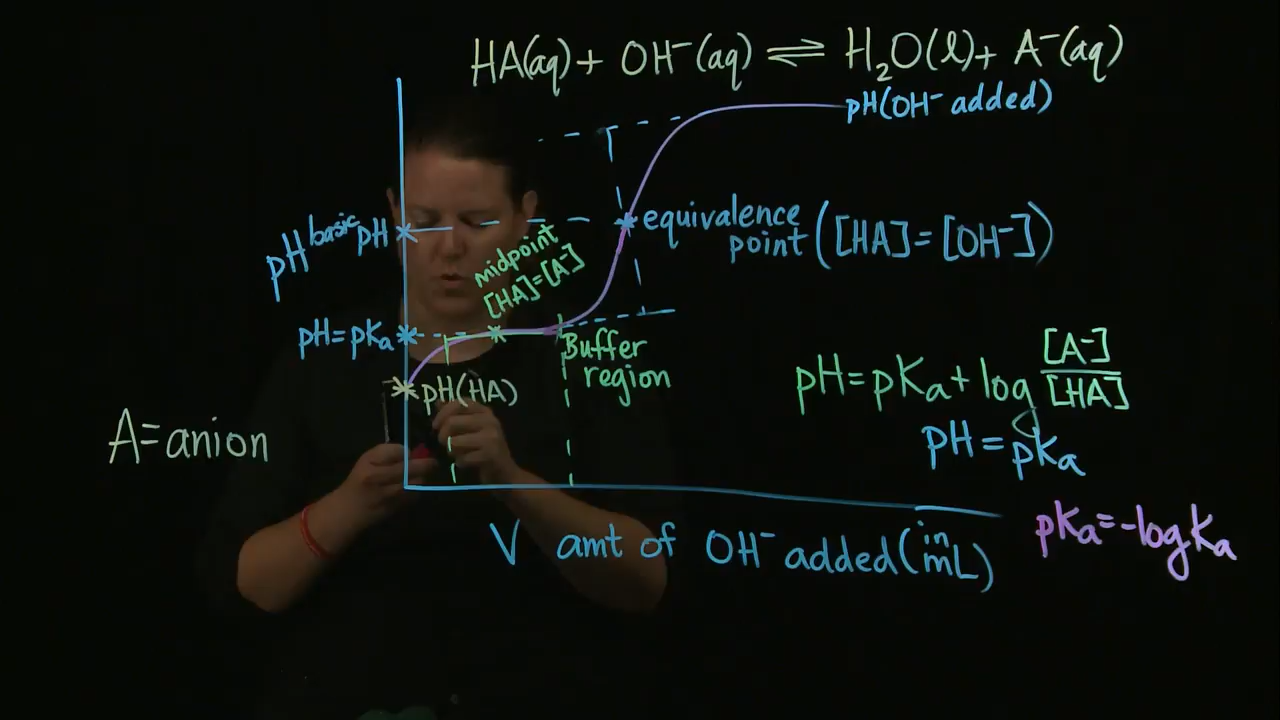 HA(aq) + OH⁻(aq) ⇌ H₂O(l) + A⁻(aq)
pH(OH⁻ added)
pH
basic pH
equivalence
point ([HA] = [OH⁻])
midpoint
[HA]=[A⁻]
pH=pKa
Buffer
region
pH(HA)
pH=pKa + log [A⁻]/[HA]
pH = pKa
A=anion
pKa=-logKa
V amt of OH⁻ added (in mL)